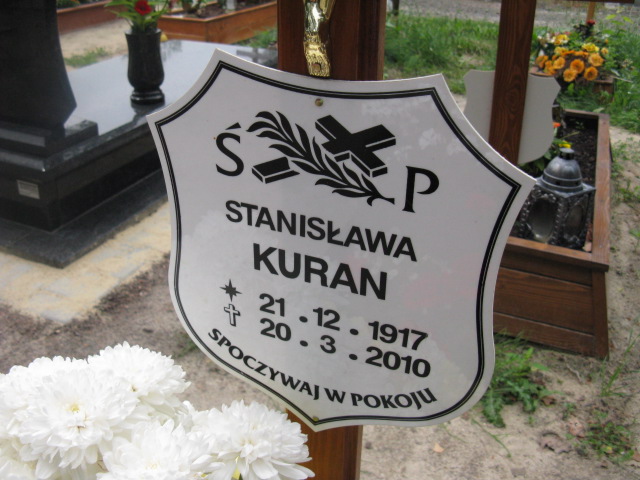 Ś P
STANISŁAWA
KURAN
21.12.1917
20.3.2010
SPOCZYWAJ W POKOJU